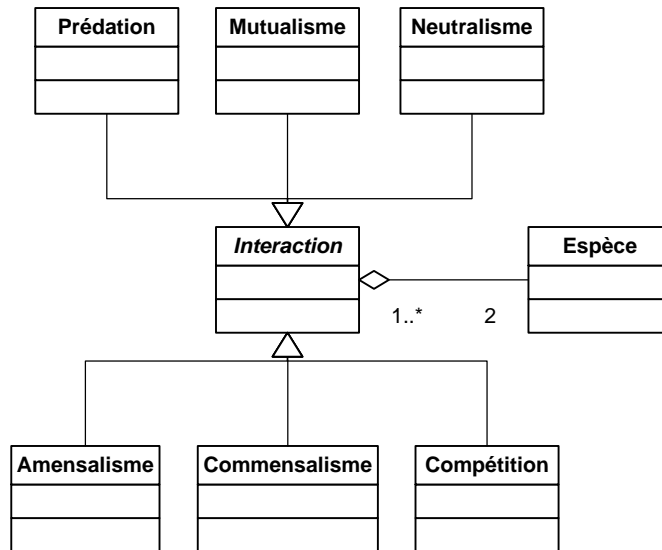 Prédation
Mutualisme
Neutralisme
Interaction
Espèce
1..*
2
Amensalisme
Commensalisme
Compétition